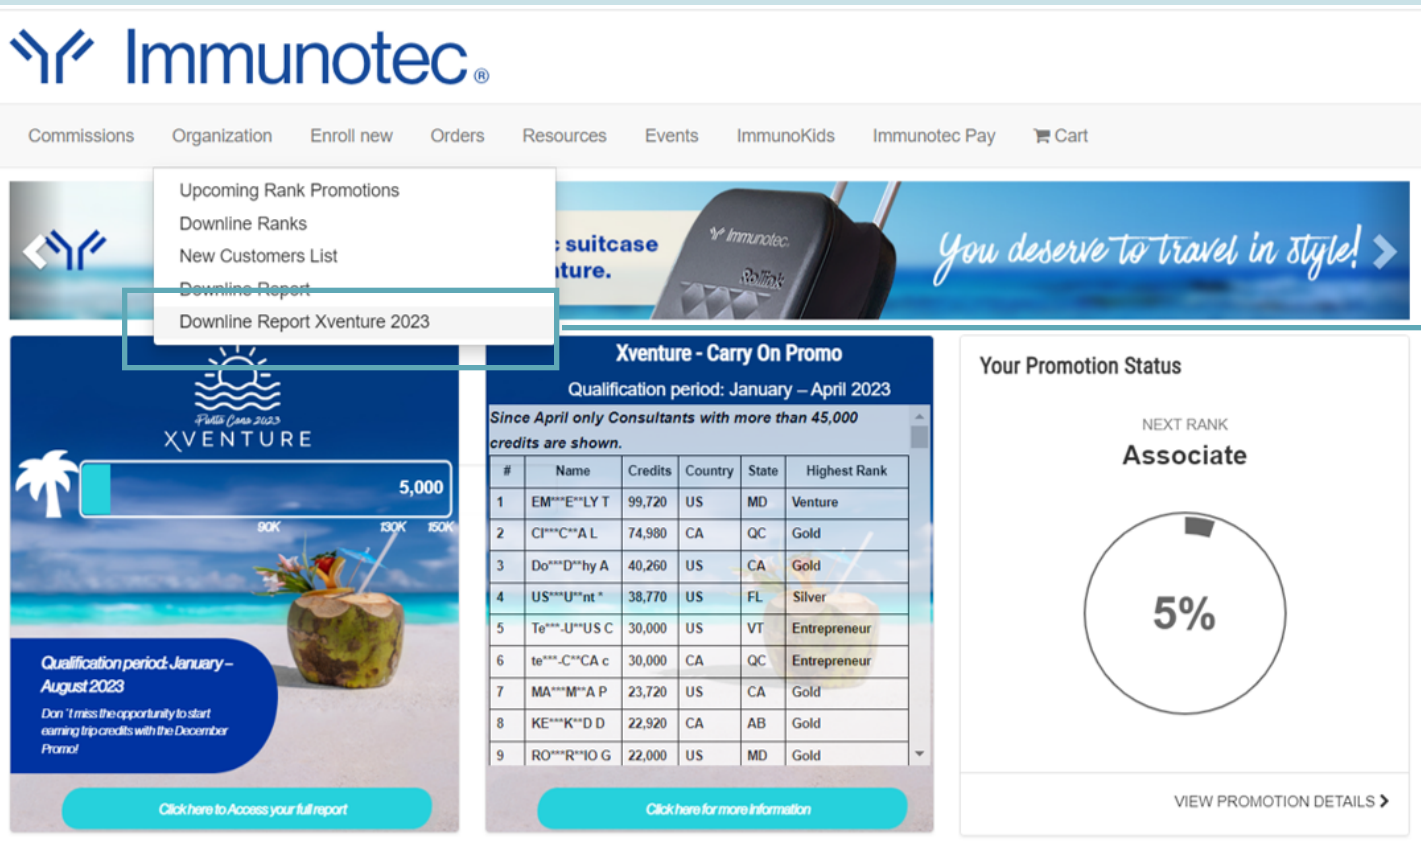 Immunotec®
Commissions Organization Enroll new Orders Resources Events ImmunoKids Immunotec Pay Cart
Upcoming Rank Promotions
Downline Ranks
New Customers List
Downline Report
Downline Report Xventure 2023
suitcase
ture.
Immunotec.
Rollink
You deserve to travel in style!
Punta Cana 2023
XVENTURE
5,000
90K 130K 150K
Qualification period: January –
August 2023
Don ´t miss the opportunity to start
earning trip credits with the December
Promo!
Click here to Access your full report
Xventure - Carry On Promo
Qualification period: January – April 2023
Since April only Consultants with more than 45,000
credits are shown.
# Name Credits Country State Highest Rank
1 EM***E**LY T 99,720 US MD Venture
2 CI***C**A L 74,980 CA QC Gold
3 Do***D**hy A 40,260 US CA Gold
4 US***U**nt * 38,770 US FL Silver
5 Te***-U**US C 30,000 US VT Entrepreneur
6 te***-C**CA c 30,000 CA QC Entrepreneur
7 MA***M**A P 23,720 US CA Gold
8 KE***K**D D 22,920 CA AB Gold
9 RO***R**IO G 22,000 US MD Gold
Click here for more information
Your Promotion Status
NEXT RANK
Associate
5%
VIEW PROMOTION DETAILS